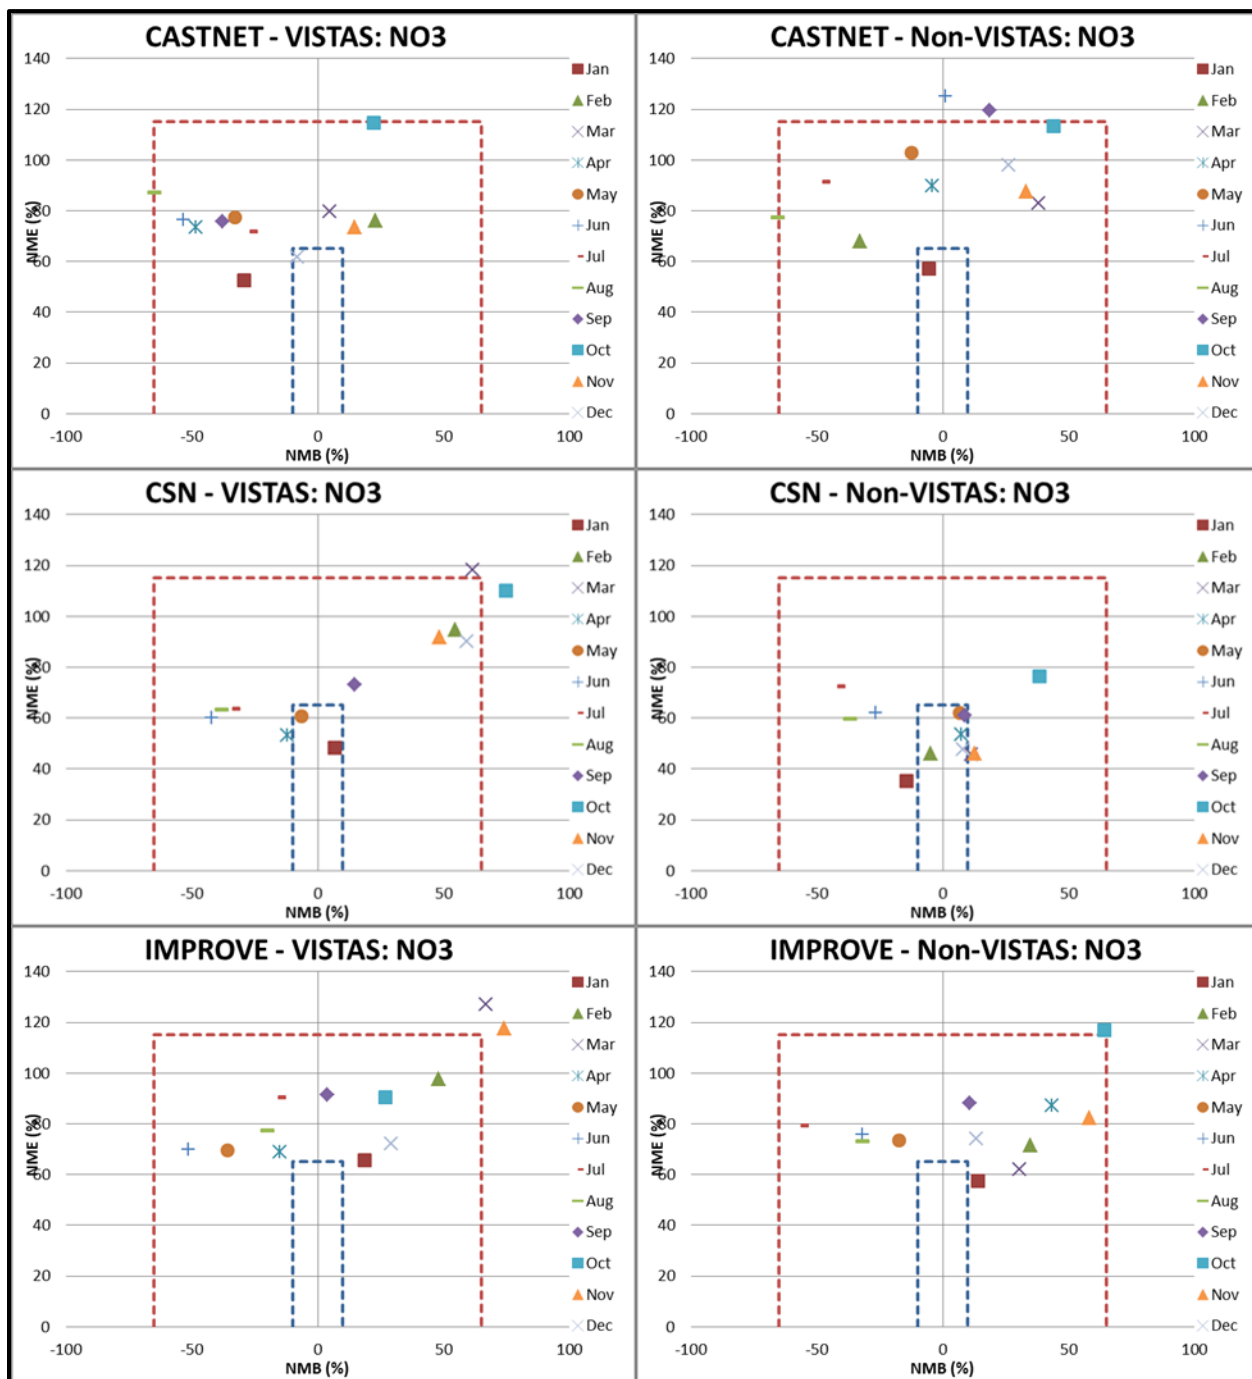 CASTNET - VISTAS: NO3
140
120
100
80
60
40
20
0
NME (%)
-100
-50
0
50
100
NMB (%)
Jan
Feb
Mar
Apr
May
Jun
Jul
Aug
Sep
Oct
Nov
Dec
CASTNET - Non-VISTAS: NO3
140
120
100
80
60
40
20
0
NME (%)
-100
-50
0
50
100
NMB (%)
Jan
Feb
Mar
Apr
May
Jun
Jul
Aug
Sep
Oct
Nov
Dec
CSN - VISTAS: NO3
140
120
100
80
60
40
20
0
NME (%)
-100
-50
0
50
100
NMB (%)
Jan
Feb
Mar
Apr
May
Jun
Jul
Aug
Sep
Oct
Nov
Dec
CSN - Non-VISTAS: NO3
140
120
100
80
60
40
20
0
NME (%)
-100
-50
0
50
100
NMB (%)
Jan
Feb
Mar
Apr
May
Jun
Jul
Aug
Sep
Oct
Nov
Dec
IMPROVE - VISTAS: NO3
140
120
100
80
60
40
20
0
NME (%)
-100
-50
0
50
100
NMB (%)
Jan
Feb
Mar
Apr
May
Jun
Jul
Aug
Sep
Oct
Nov
Dec
IMPROVE - Non-VISTAS: NO3
140
120
100
80
60
40
20
0
NME (%)
-100
-50
0
50
100
NMB (%)
Jan
Feb
Mar
Apr
May
Jun
Jul
Aug
Sep
Oct
Nov
Dec